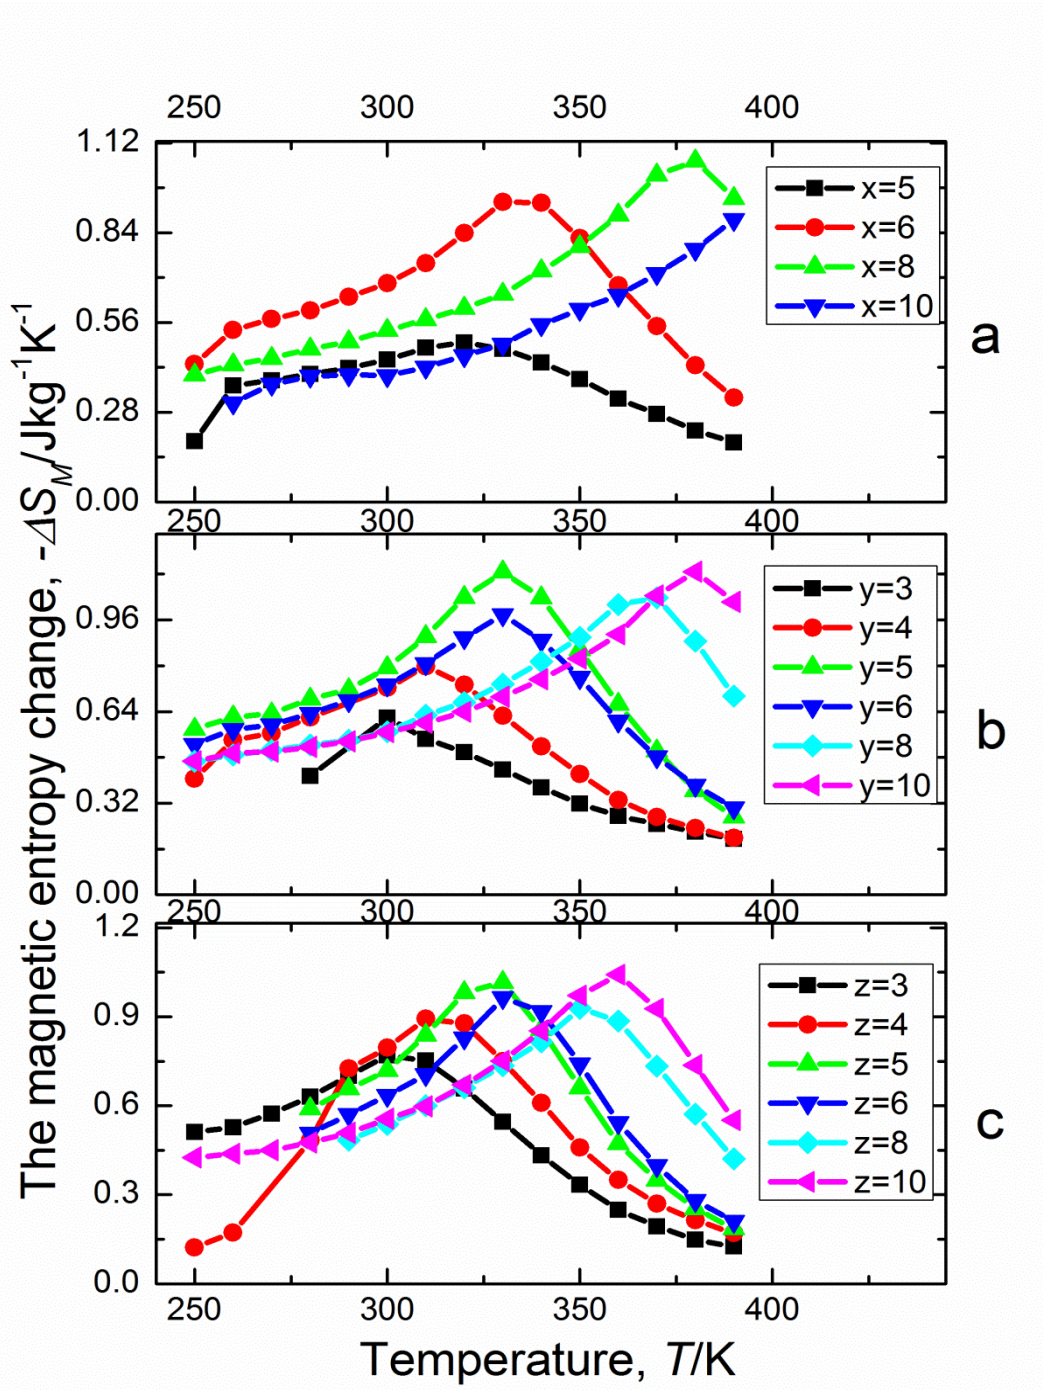 250 300 350 400
1.12
0.84
0.56
0.28
0.00
x=5
x=6
x=8
x=10
a
250 300 350 400
0.96
0.64
0.32
0.00
y=3
y=4
y=5
y=6
y=8
y=10
b
250 300 350 400
1.2
0.9
0.6
0.3
0.0
z=3
z=4
z=5
z=6
z=8
z=10
c
250 300 350 400
Temperature, T/K
The magnetic entropy change, -ΔS_M/Jkg⁻¹K⁻¹